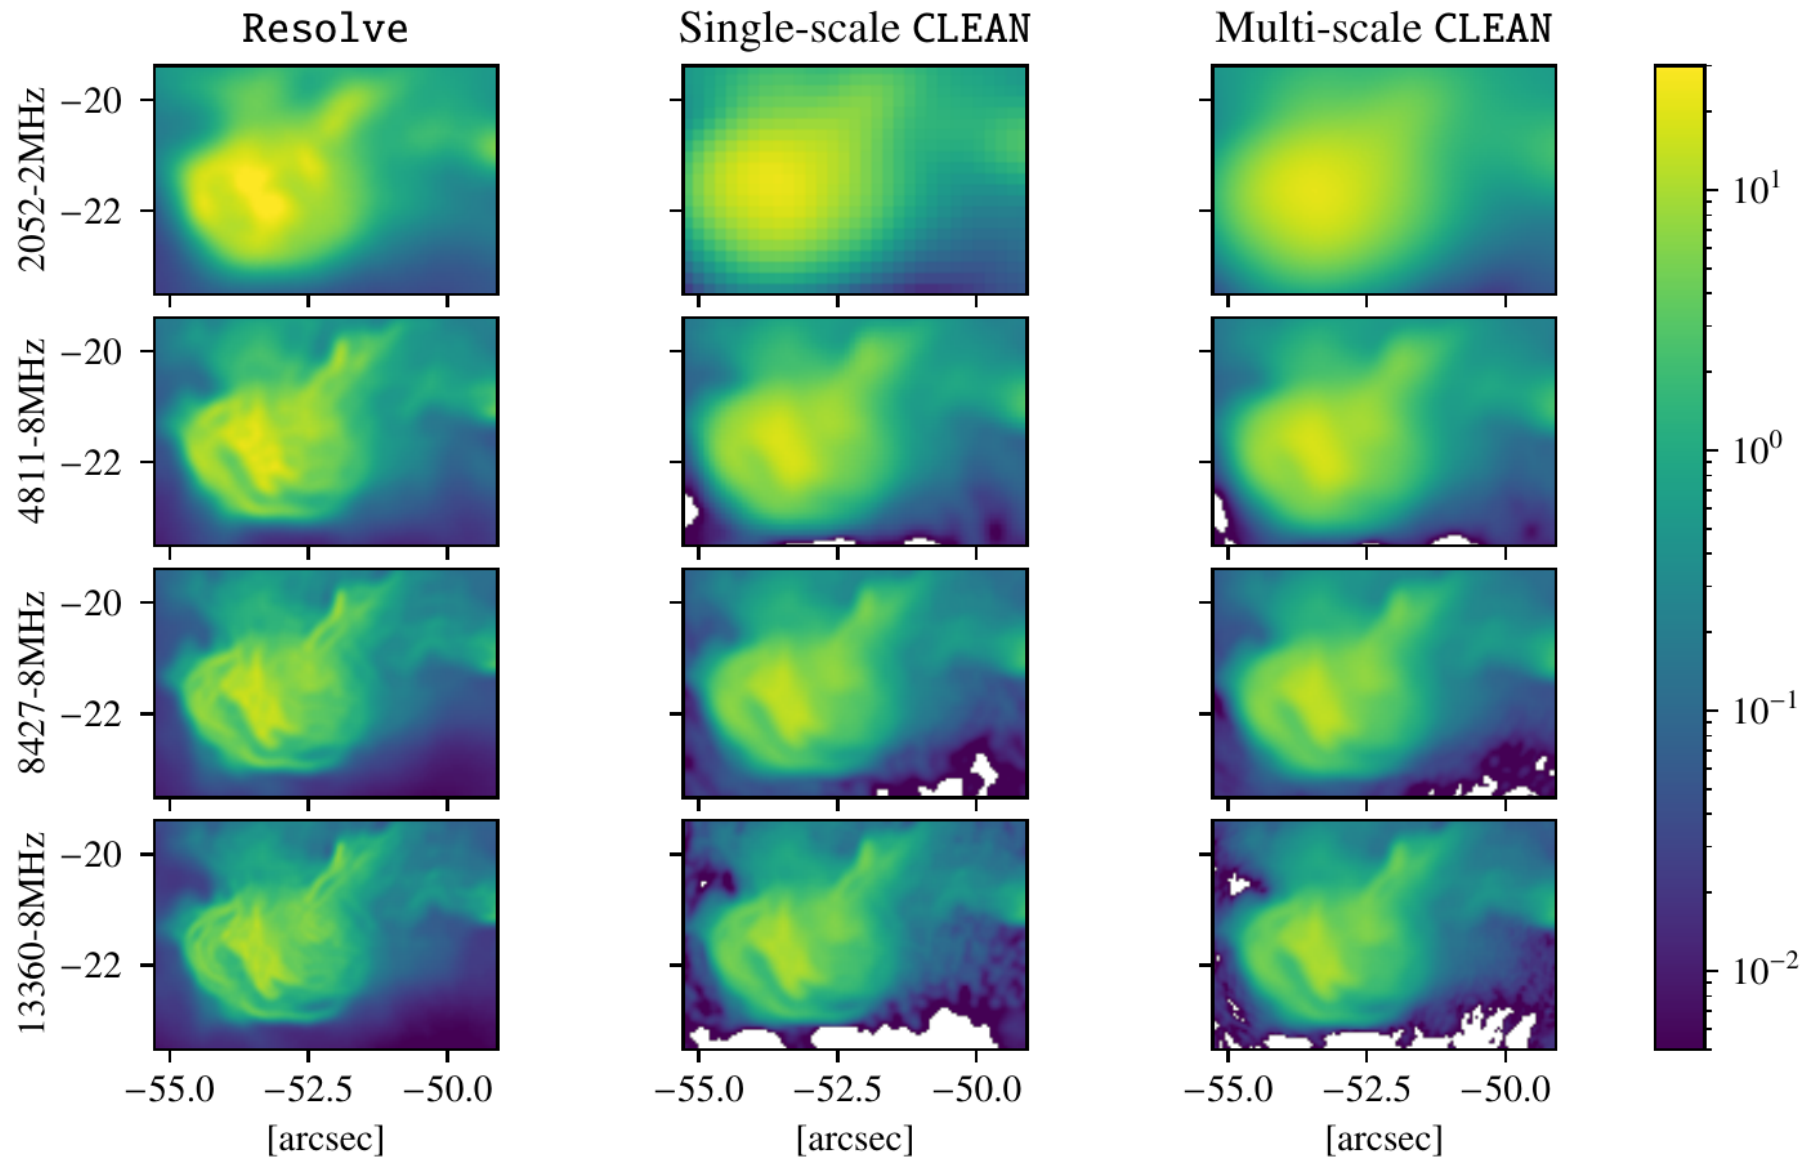 Resolve Single-scale CLEAN Multi-scale CLEAN
2052-2MHz
−20
−22
4811-8MHz
−20
−22
8427-8MHz
−20
−22
13360-8MHz
−20
−22
−55.0 −52.5 −50.0 −55.0 −52.5 −50.0 −55.0 −52.5 −50.0
[arcsec] [arcsec] [arcsec]
10¹
10⁰
10⁻¹
10⁻²